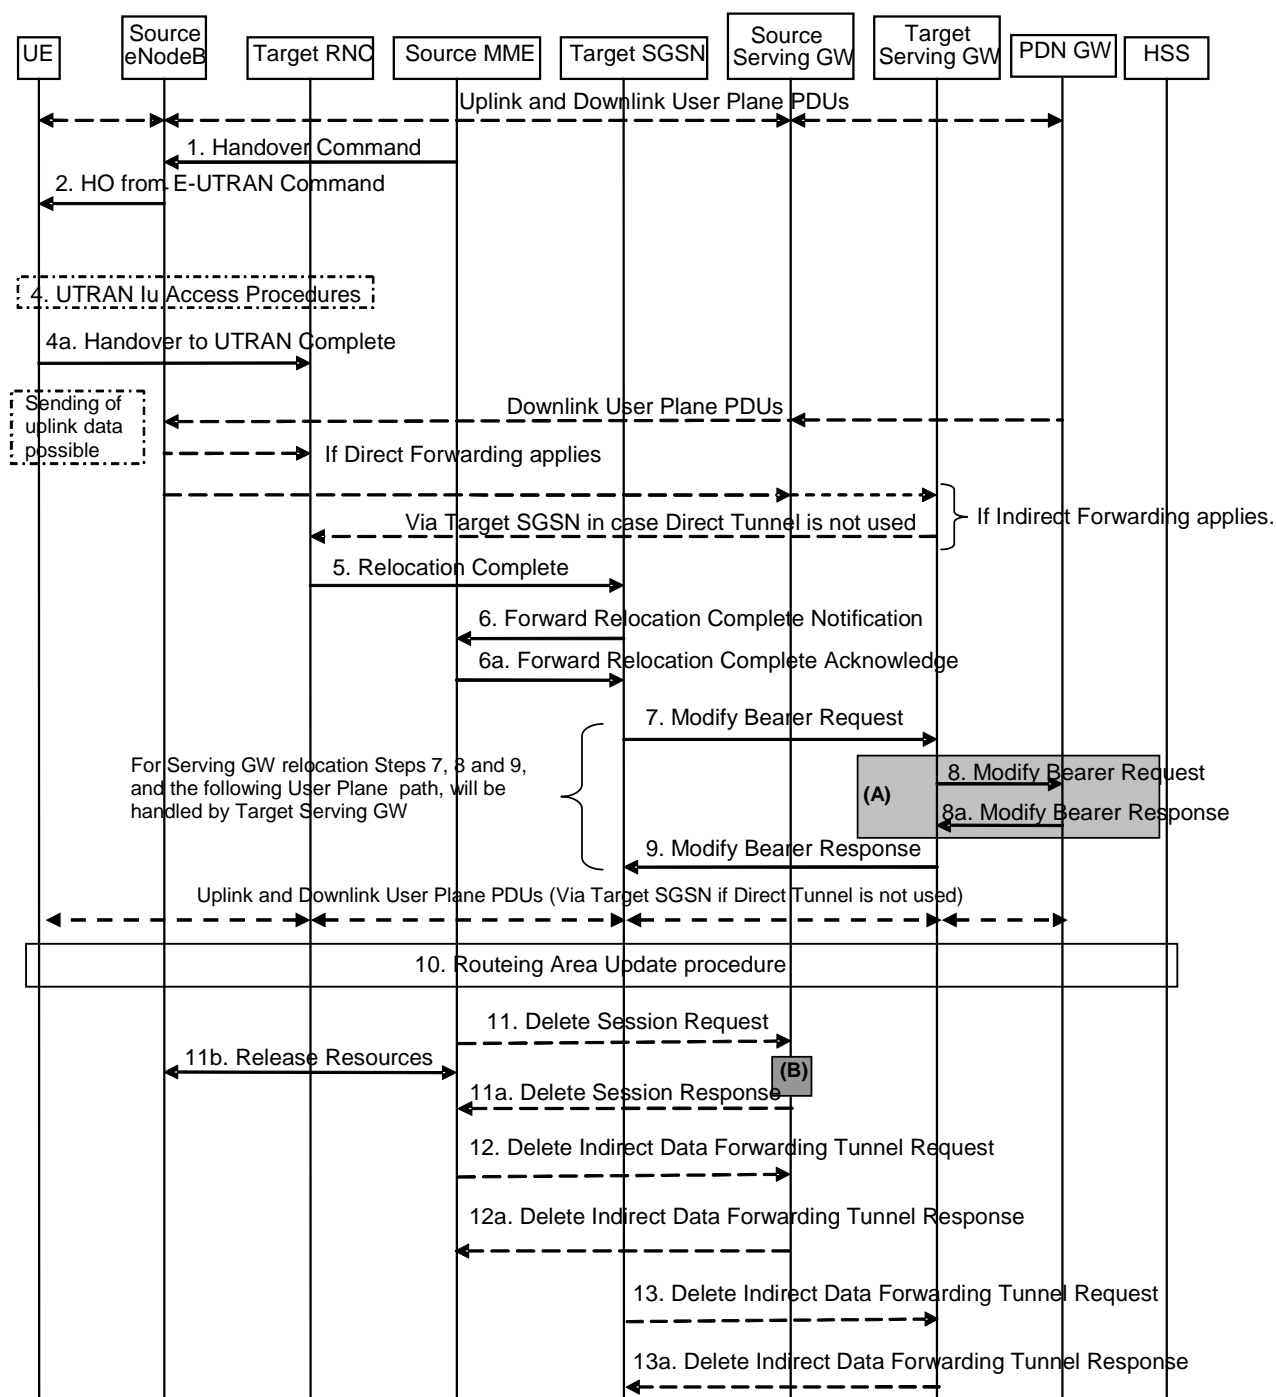 UE
Source
eNodeB
Target RNC
Source MME
Target SGSN
Source
Serving GW
Target
Serving GW
PDN GW
HSS
Uplink and Downlink User Plane PDUs
1. Handover Command
2. HO from E-UTRAN Command
4. UTRAN Iu Access Procedures
4a. Handover to UTRAN Complete
Sending of
uplink data
possible
Downlink User Plane PDUs
If Direct Forwarding applies
Via Target SGSN in case Direct Tunnel is not used
If Indirect Forwarding applies.
5. Relocation Complete
6. Forward Relocation Complete Notification
6a. Forward Relocation Complete Acknowledge
7. Modify Bearer Request
For Serving GW relocation Steps 7, 8 and 9,
and the following User Plane path, will be
handled by Target Serving GW
(A)
8. Modify Bearer Request
8a. Modify Bearer Response
9. Modify Bearer Response
Uplink and Downlink User Plane PDUs (Via Target SGSN if Direct Tunnel is not used)
10. Routeing Area Update procedure
11. Delete Session Request
11b. Release Resources
(B)
11a. Delete Session Response
12. Delete Indirect Data Forwarding Tunnel Request
12a. Delete Indirect Data Forwarding Tunnel Response
13. Delete Indirect Data Forwarding Tunnel Request
13a. Delete Indirect Data Forwarding Tunnel Response